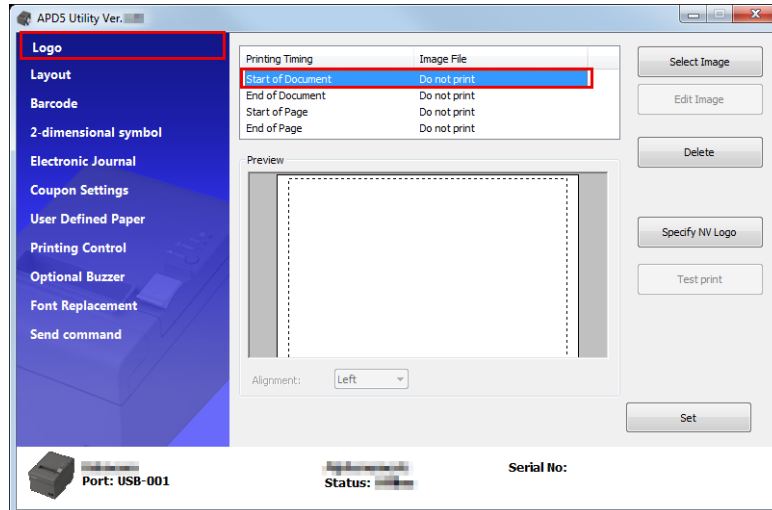 APD5 Utility Ver.
Logo
Layout
Barcode
2-dimensional symbol
Electronic Journal
Coupon Settings
User Defined Paper
Printing Control
Optional Buzzer
Font Replacement
Send command
Printing Timing Image File
Start of Document Do not print
End of Document Do not print
Start of Page Do not print
End of Page Do not print
Preview
Alignment: Left
Select Image
Edit Image
Delete
Specify NV Logo
Test print
Set
Port: USB-001
Status:
Serial No: